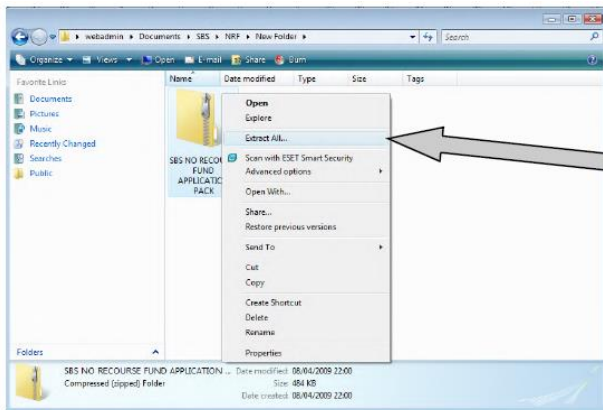 webadmin ▸ Documents ▸ SBS ▸ NRF ▸ New Folder ▸
Search
Organize Views Open E-mail Share Burn
Favorite Links
Documents
Pictures
Music
Recently Changed
Searches
Public
Folders
Name Date modified Type Size Tags
SBS NO RECOU
FUND
APPLICATIC
PACK
Open
Explore
Extract All...
Scan with ESET Smart Security
Advanced options
Open With...
Share...
Restore previous versions
Send To
Cut
Copy
Create Shortcut
Delete
Rename
Properties
SBS NO RECOURSE FUND APPLICATION ... Date modified: 08/04/2009 22:00
Compressed (zipped) Folder Size: 484 KB
Date created: 08/04/2009 22:00